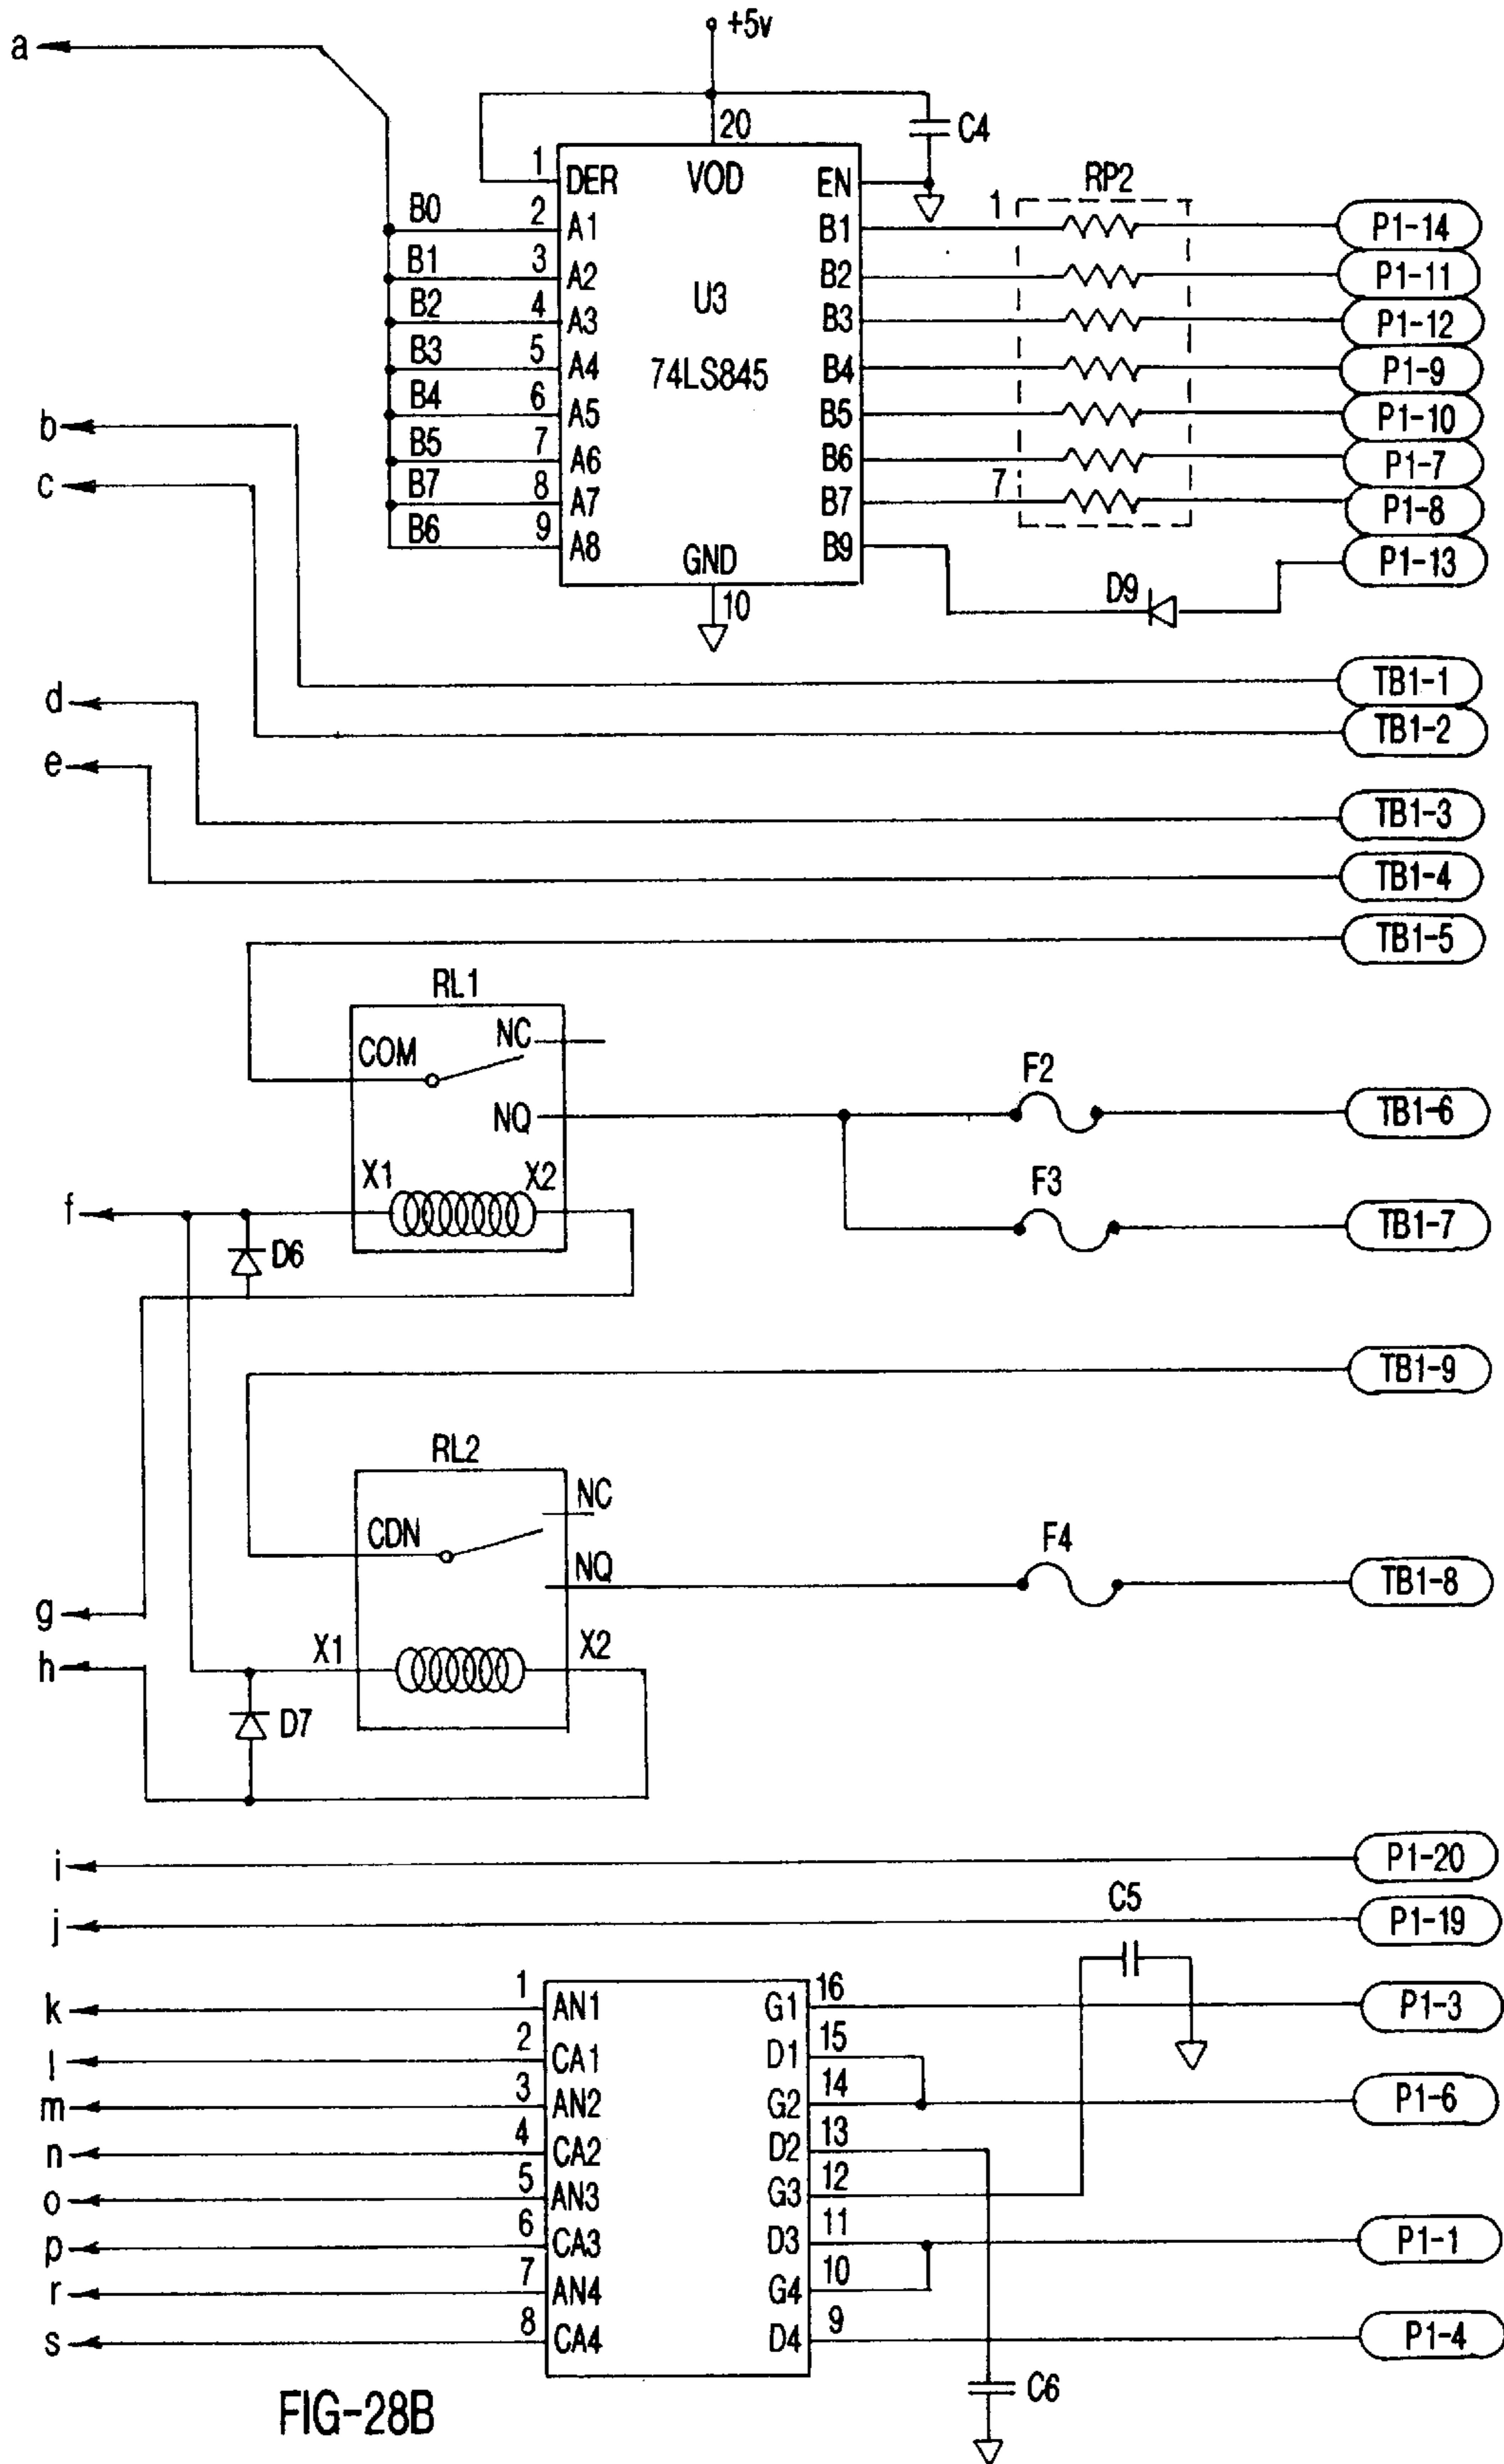 +5v
a
20
C4
1
DER
VOD
EN
RP2
B0
2
A1
B1
1
P1-14
B1
3
A2
B2
P1-11
B2
4
A3
U3
B3
P1-12
B3
5
A4
74LS845
B4
P1-9
B4
6
A5
B5
P1-10
b
B5
7
A6
B6
P1-7
c
B7
8
A7
B7
7
P1-8
B6
9
A8
GND
B9
P1-13
10
D9
TB1-1
d
TB1-2
e
TB1-3
TB1-4
TB1-5
RL1
NC
COM
F2
NQ
TB1-6
X1
X2
F3
f
TB1-7
D6
TB1-9
RL2
NC
CDN
F4
NQ
TB1-8
g
X1
X2
h
D7
i
P1-20
C5
j
P1-19
k
1
AN1
G1
16
P1-3
l
2
CA1
D1
15
m
3
AN2
G2
14
P1-6
n
4
CA2
D2
13
o
5
AN3
G3
12
p
6
CA3
D3
11
P1-1
r
7
AN4
G4
10
s
8
CA4
D4
9
P1-4
C6
FIG-28B